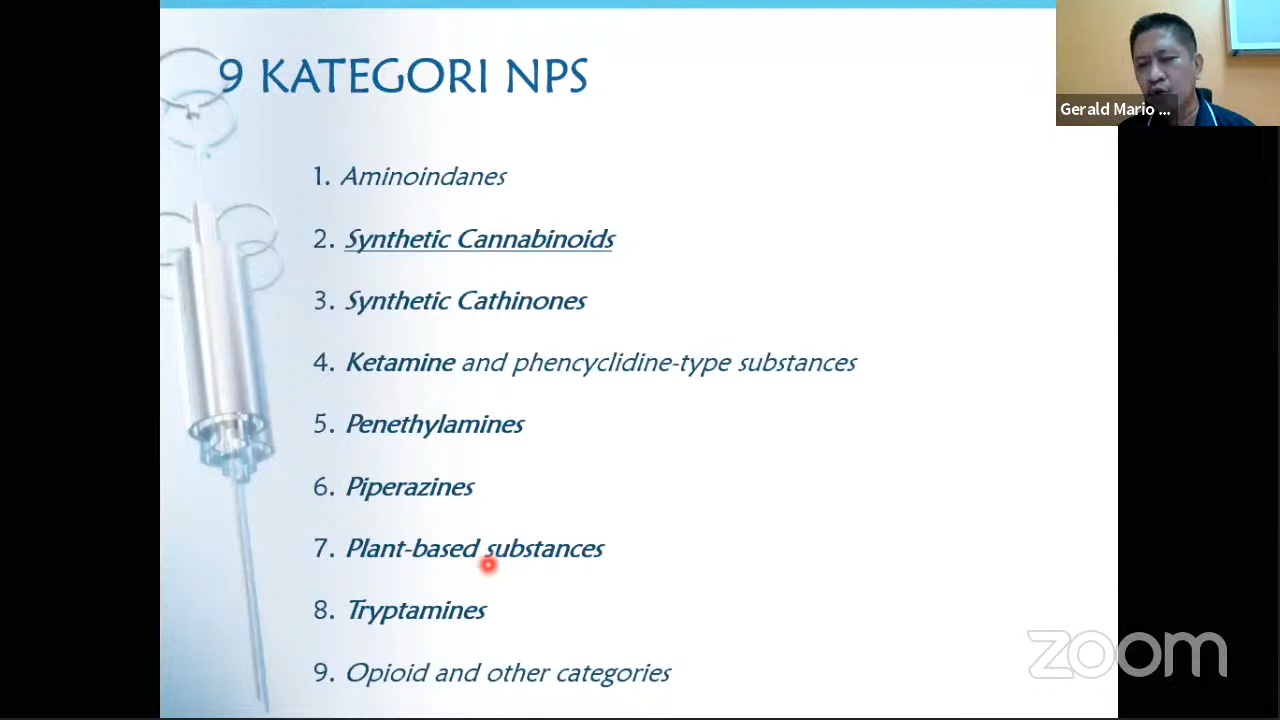 9 KATEGORI NPS
Gerald Mario ...
1. Aminoindanes
2. Synthetic Cannabinoids
3. Synthetic Cathinones
4. Ketamine and phencyclidine-type substances
5. Penethylamines
6. Piperazines
7. Plant-based substances
8. Tryptamines
9. Opioid and other categories
zoom